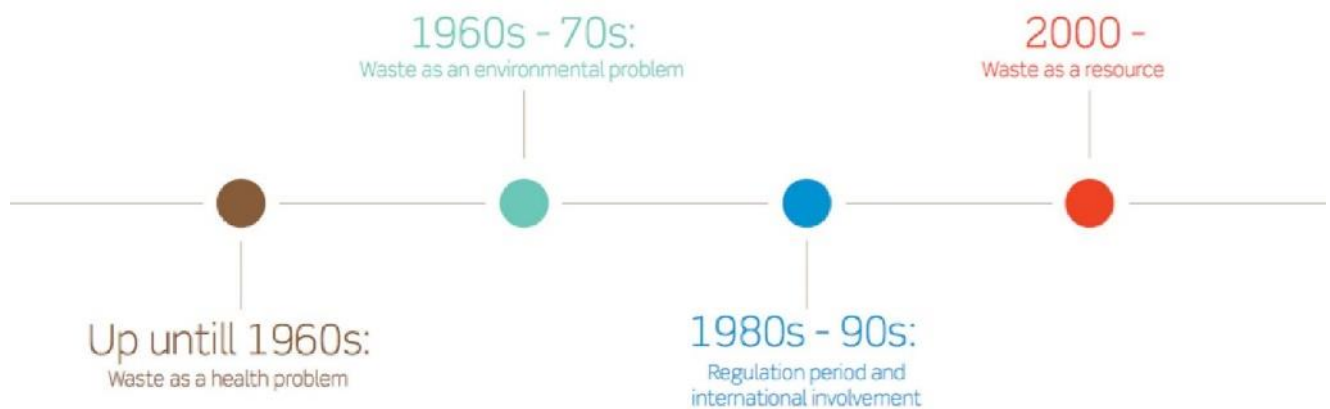 1960s - 70s:
Waste as an environmental problem
2000 -
Waste as a resource
Up untill 1960s:
Waste as a health problem
1980s - 90s:
Regulation period and
international involvement